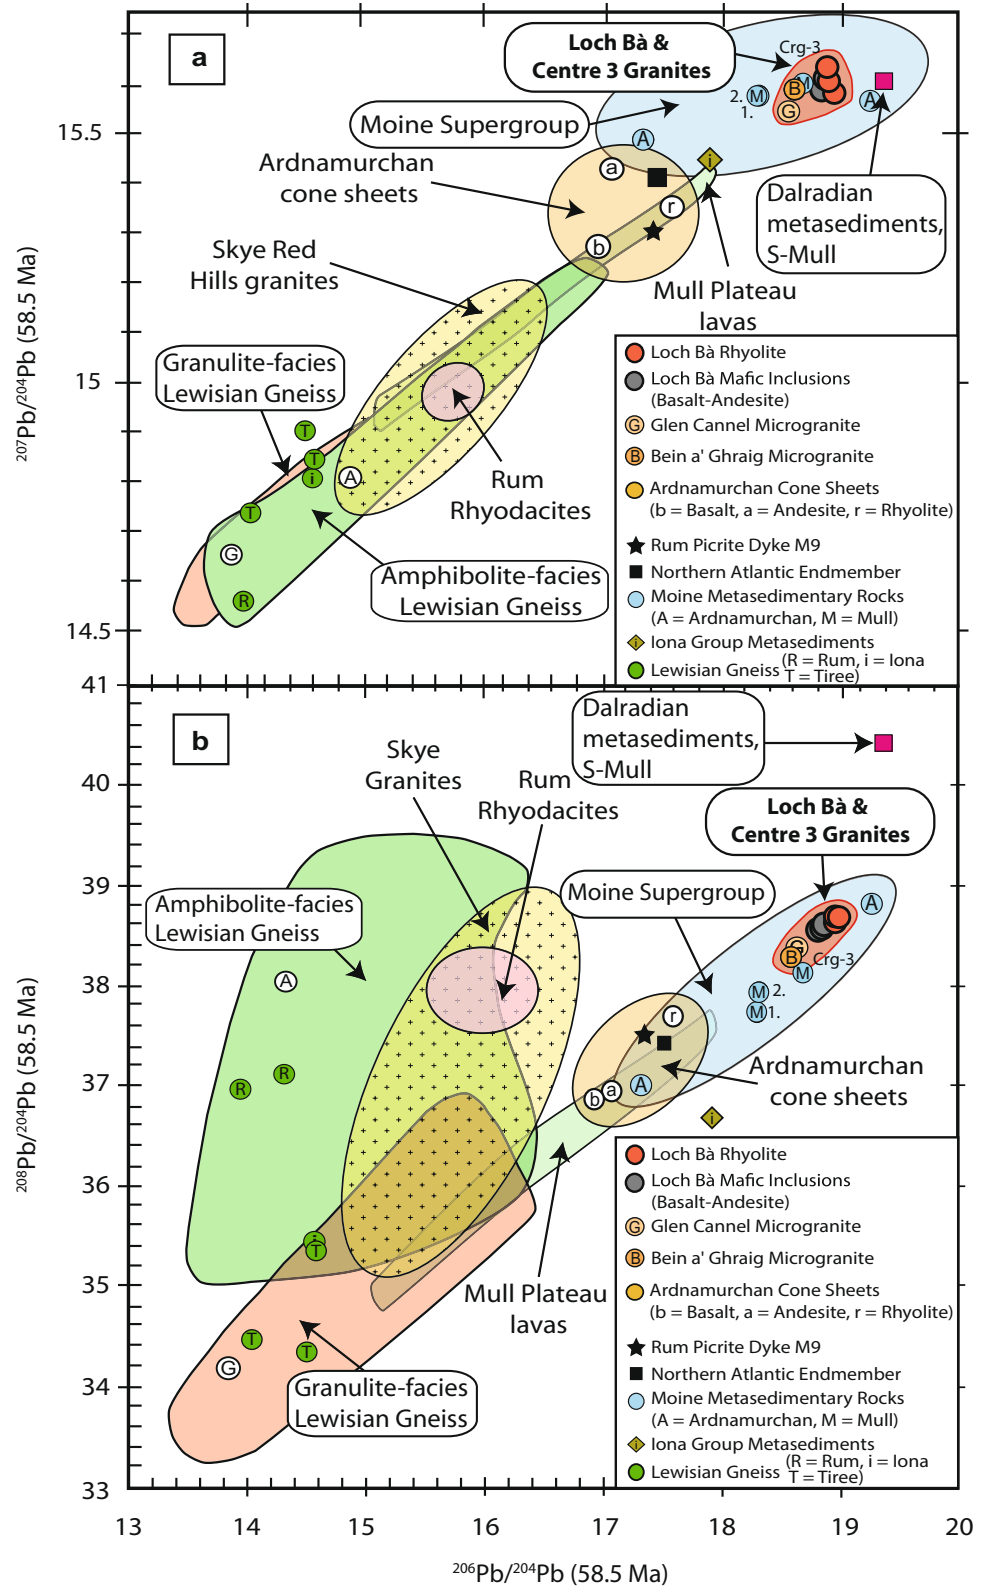 a
Loch Bà &
Centre 3 Granites
Crg-3
M
B
G
2. M
1.
A
Moine Supergroup
A
15.5
Ardnamurchan
cone sheets
a
i
r
b
Dalradian
metasediments,
S-Mull
Skye Red
Hills granites
Mull Plateau
lavas
Granulite-facies
Lewisian Gneiss
15
T
T
i
A
T
Rum
Rhyodacites
G
R
Amphibolite-facies
Lewisian Gneiss
14.5
207Pb/204Pb (58.5 Ma)
Loch Bà Rhyolite
Loch Bà Mafic Inclusions
(Basalt-Andesite)
G Glen Cannel Microgranite
B Bein a' Ghraig Microgranite
Ardnamurchan Cone Sheets
(b = Basalt, a = Andesite, r = Rhyolite)
Rum Picrite Dyke M9
Northern Atlantic Endmember
Moine Metasedimentary Rocks
(A = Ardnamurchan, M = Mull)
i Iona Group Metasediments
Lewisian Gneiss (R = Rum, i = Iona
T = Tiree)
41
b
Dalradian
metasediments,
S-Mull
Skye
Granites
Rum
Rhyodacites
40
Loch Bà &
Centre 3 Granites
39
Amphibolite-facies
Lewisian Gneiss
Moine Supergroup
A
G
B
Crg-3
M
M 2.
M 1.
38
A
r
R
R
37
A
a
b
i
Ardnamurchan
cone sheets
36
i
T
35
Mull Plateau
lavas
T
T
G
34
Granulite-facies
Lewisian Gneiss
33
208Pb/204Pb (58.5 Ma)
Loch Bà Rhyolite
Loch Bà Mafic Inclusions
(Basalt-Andesite)
G Glen Cannel Microgranite
B Bein a' Ghraig Microgranite
Ardnamurchan Cone Sheets
(b = Basalt, a = Andesite, r = Rhyolite)
Rum Picrite Dyke M9
Northern Atlantic Endmember
Moine Metasedimentary Rocks
(A = Ardnamurchan, M = Mull)
i Iona Group Metasediments
Lewisian Gneiss (R = Rum, i = Iona
T = Tiree)
13 14 15 16 17 18 19 20
206Pb/204Pb (58.5 Ma)